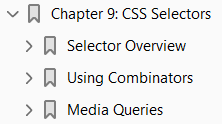 Chapter 9: CSS Selectors
Selector Overview
Using Combinators
Media Queries